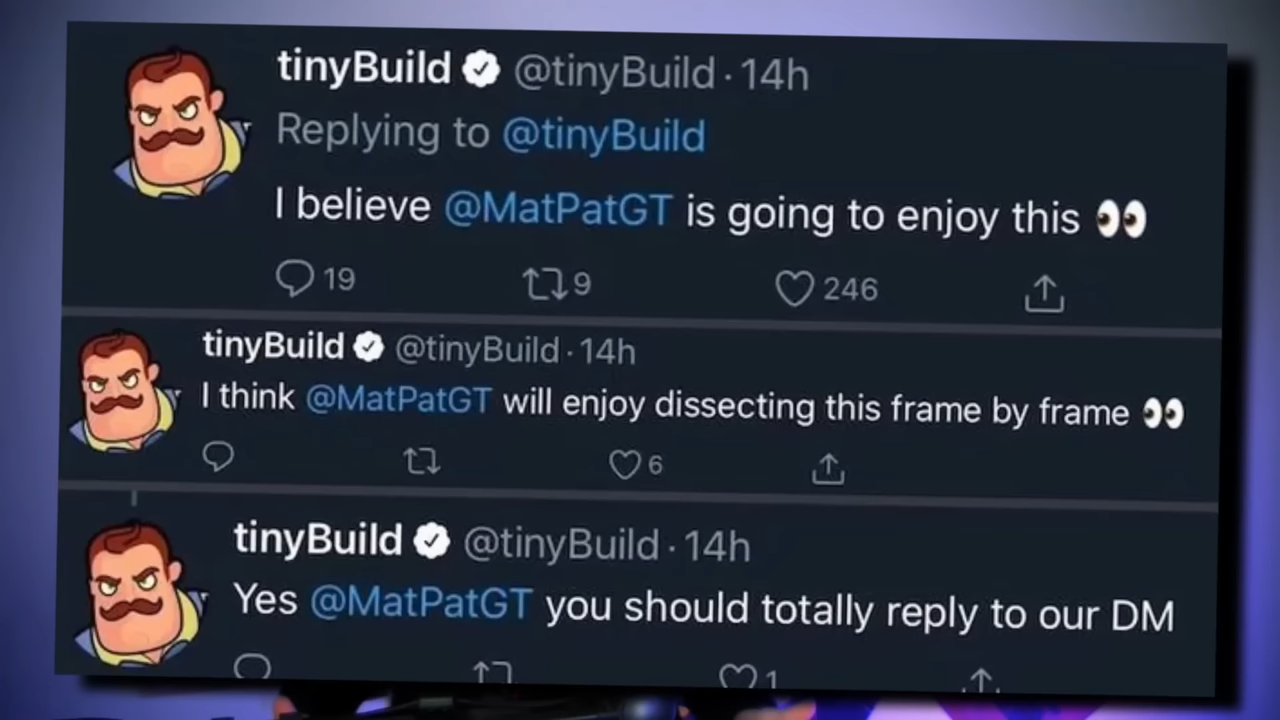 tinyBuild @tinyBuild · 14h
Replying to @tinyBuild
I believe @MatPatGT is going to enjoy this 👀
19 9 246
tinyBuild @tinyBuild · 14h
I think @MatPatGT will enjoy dissecting this frame by frame 👀
6
tinyBuild @tinyBuild · 14h
Yes @MatPatGT you should totally reply to our DM
1